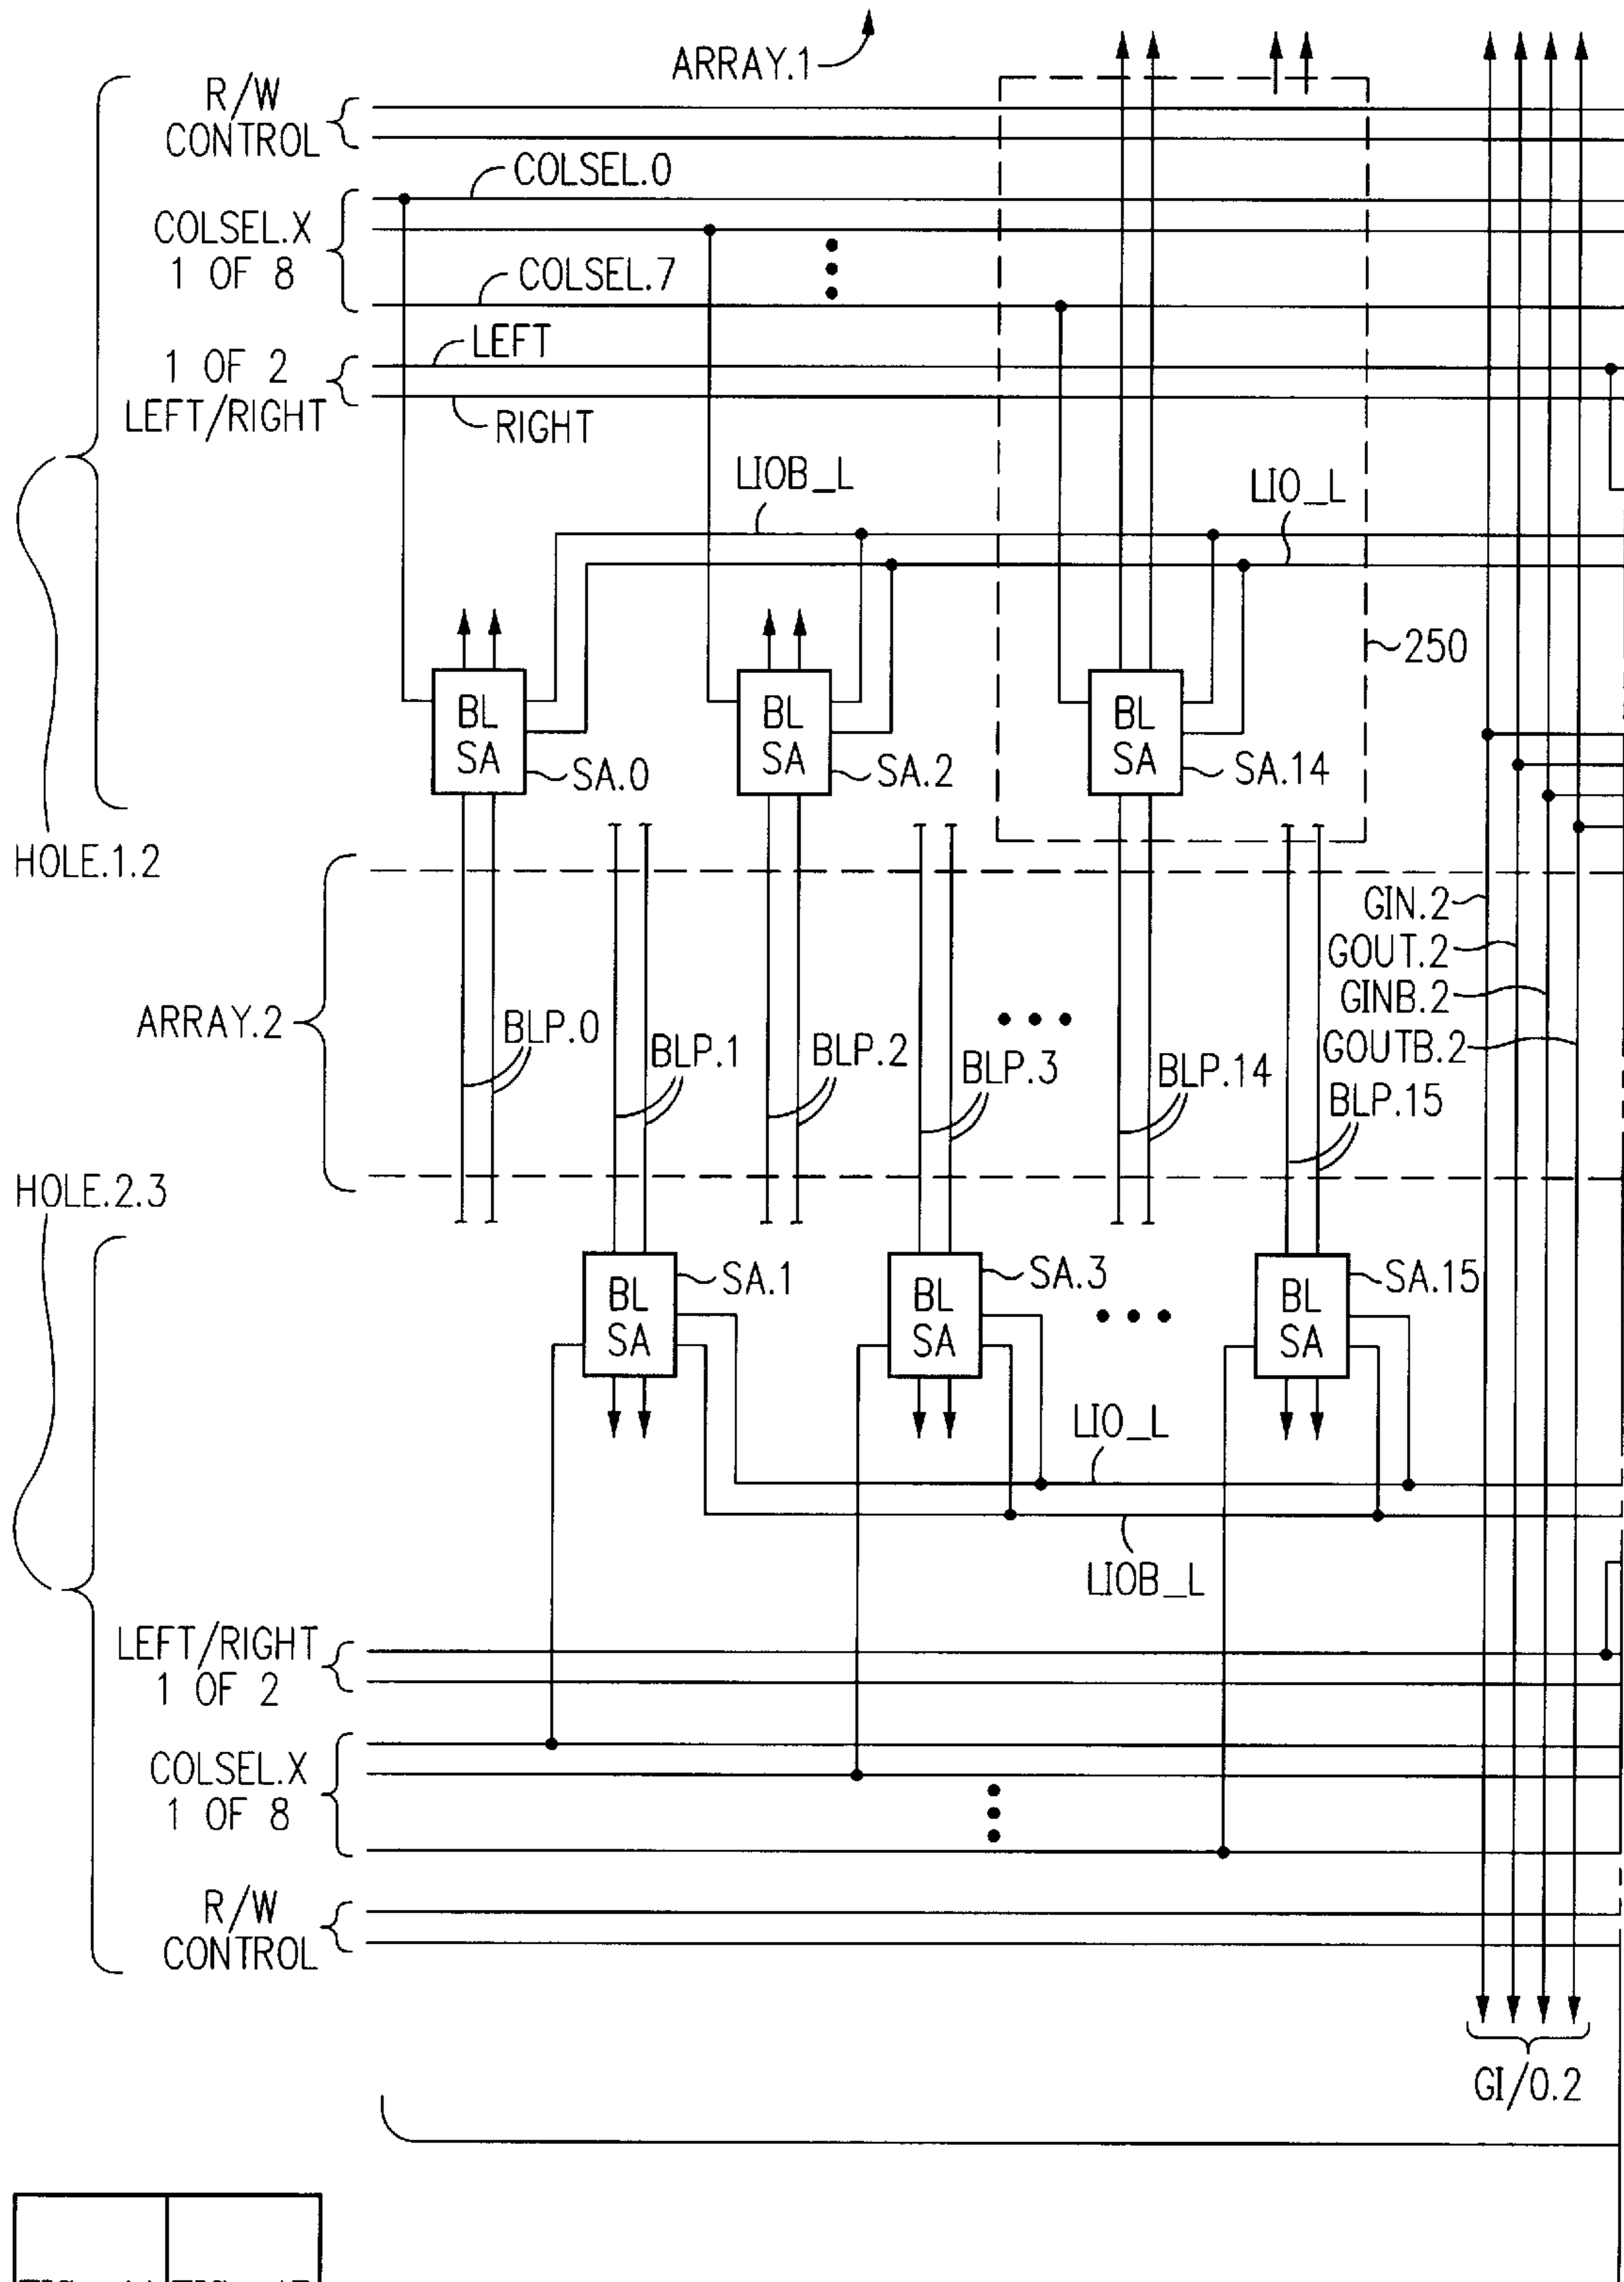 ARRAY.1
R/W
CONTROL
COLSEL.0
COLSEL.X
1 OF 8
COLSEL.7
LEFT
1 OF 2
LEFT/RIGHT
RIGHT
LIOB_L
LIO_L
250
BL
SA
SA.0
BL
SA
SA.2
BL
SA
SA.14
HOLE.1.2
GIN.2
GOUT.2
GINB.2
GOUTB.2
ARRAY.2
BLP.0
BLP.1
BLP.2
BLP.3
BLP.14
BLP.15
HOLE.2.3
BL
SA
SA.1
BL
SA
SA.3
BL
SA
SA.15
LIO_L
LIOB_L
LEFT/RIGHT
1 OF 2
COLSEL.X
1 OF 8
R/W
CONTROL
GI/O.2